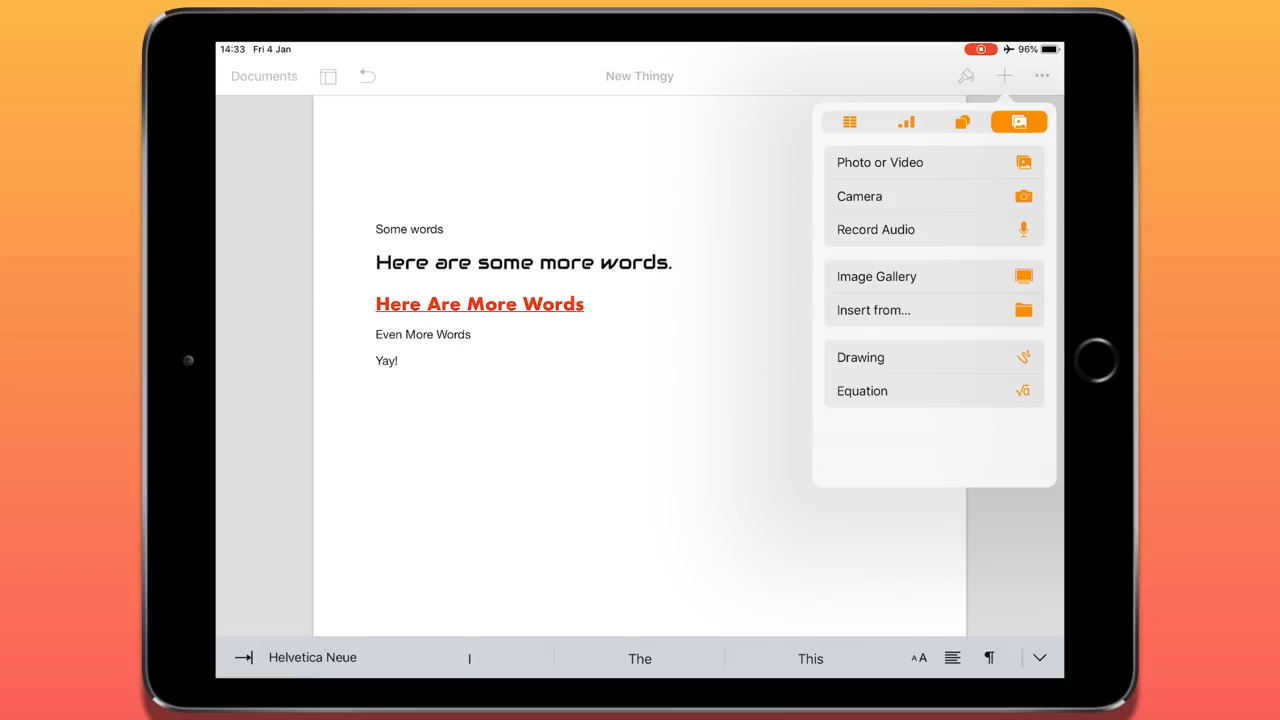 14:33 Fri 4 Jan
96%
Documents
New Thingy
Photo or Video
Camera
Record Audio
Image Gallery
Insert from...
Drawing
Equation
Some words
Here are some more words.
Here Are More Words
Even More Words
Yay!
Helvetica Neue
I
The
This
AA
¶